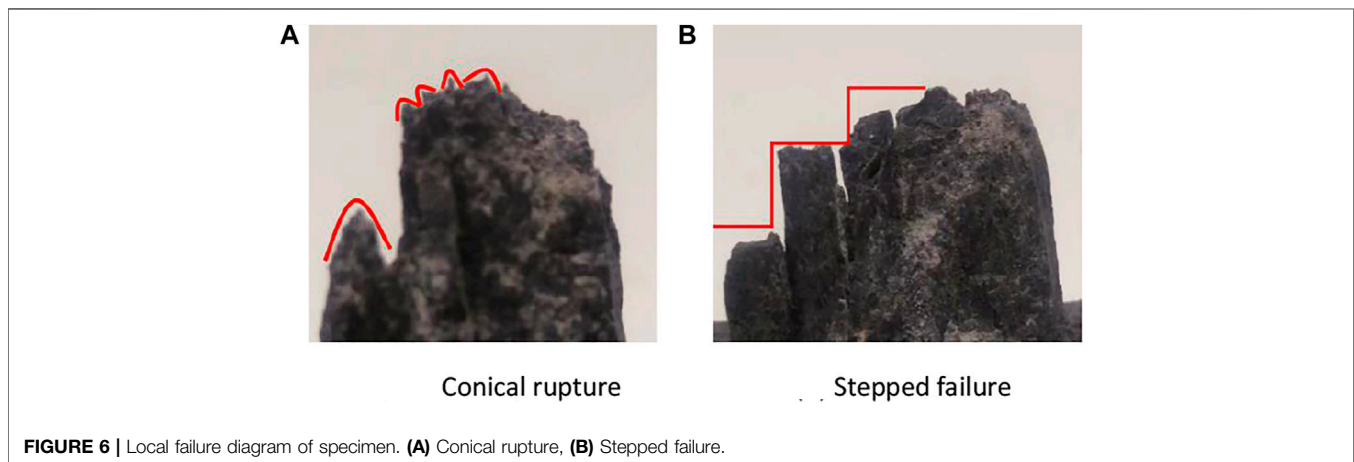 A
B
Conical rupture
Stepped failure
FIGURE 6 | Local failure diagram of specimen. (A) Conical rupture, (B) Stepped failure.